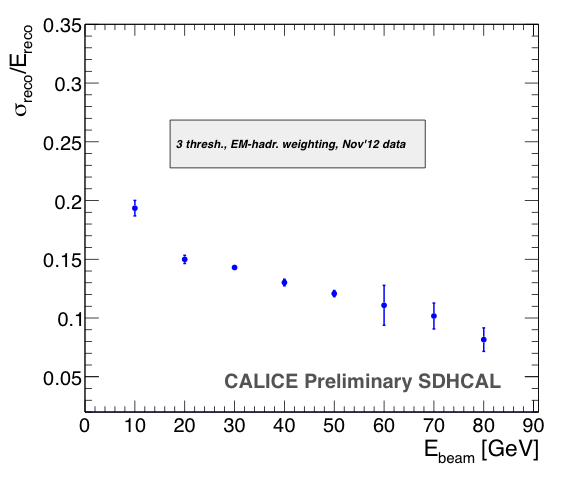 σreco/Ereco
0.35
0.3
0.25
0.2
0.15
0.1
0.05
3 thresh., EM-hadr. weighting, Nov'12 data
CALICE Preliminary SDHCAL
0 10 20 30 40 50 60 70 80 90
Ebeam [GeV]